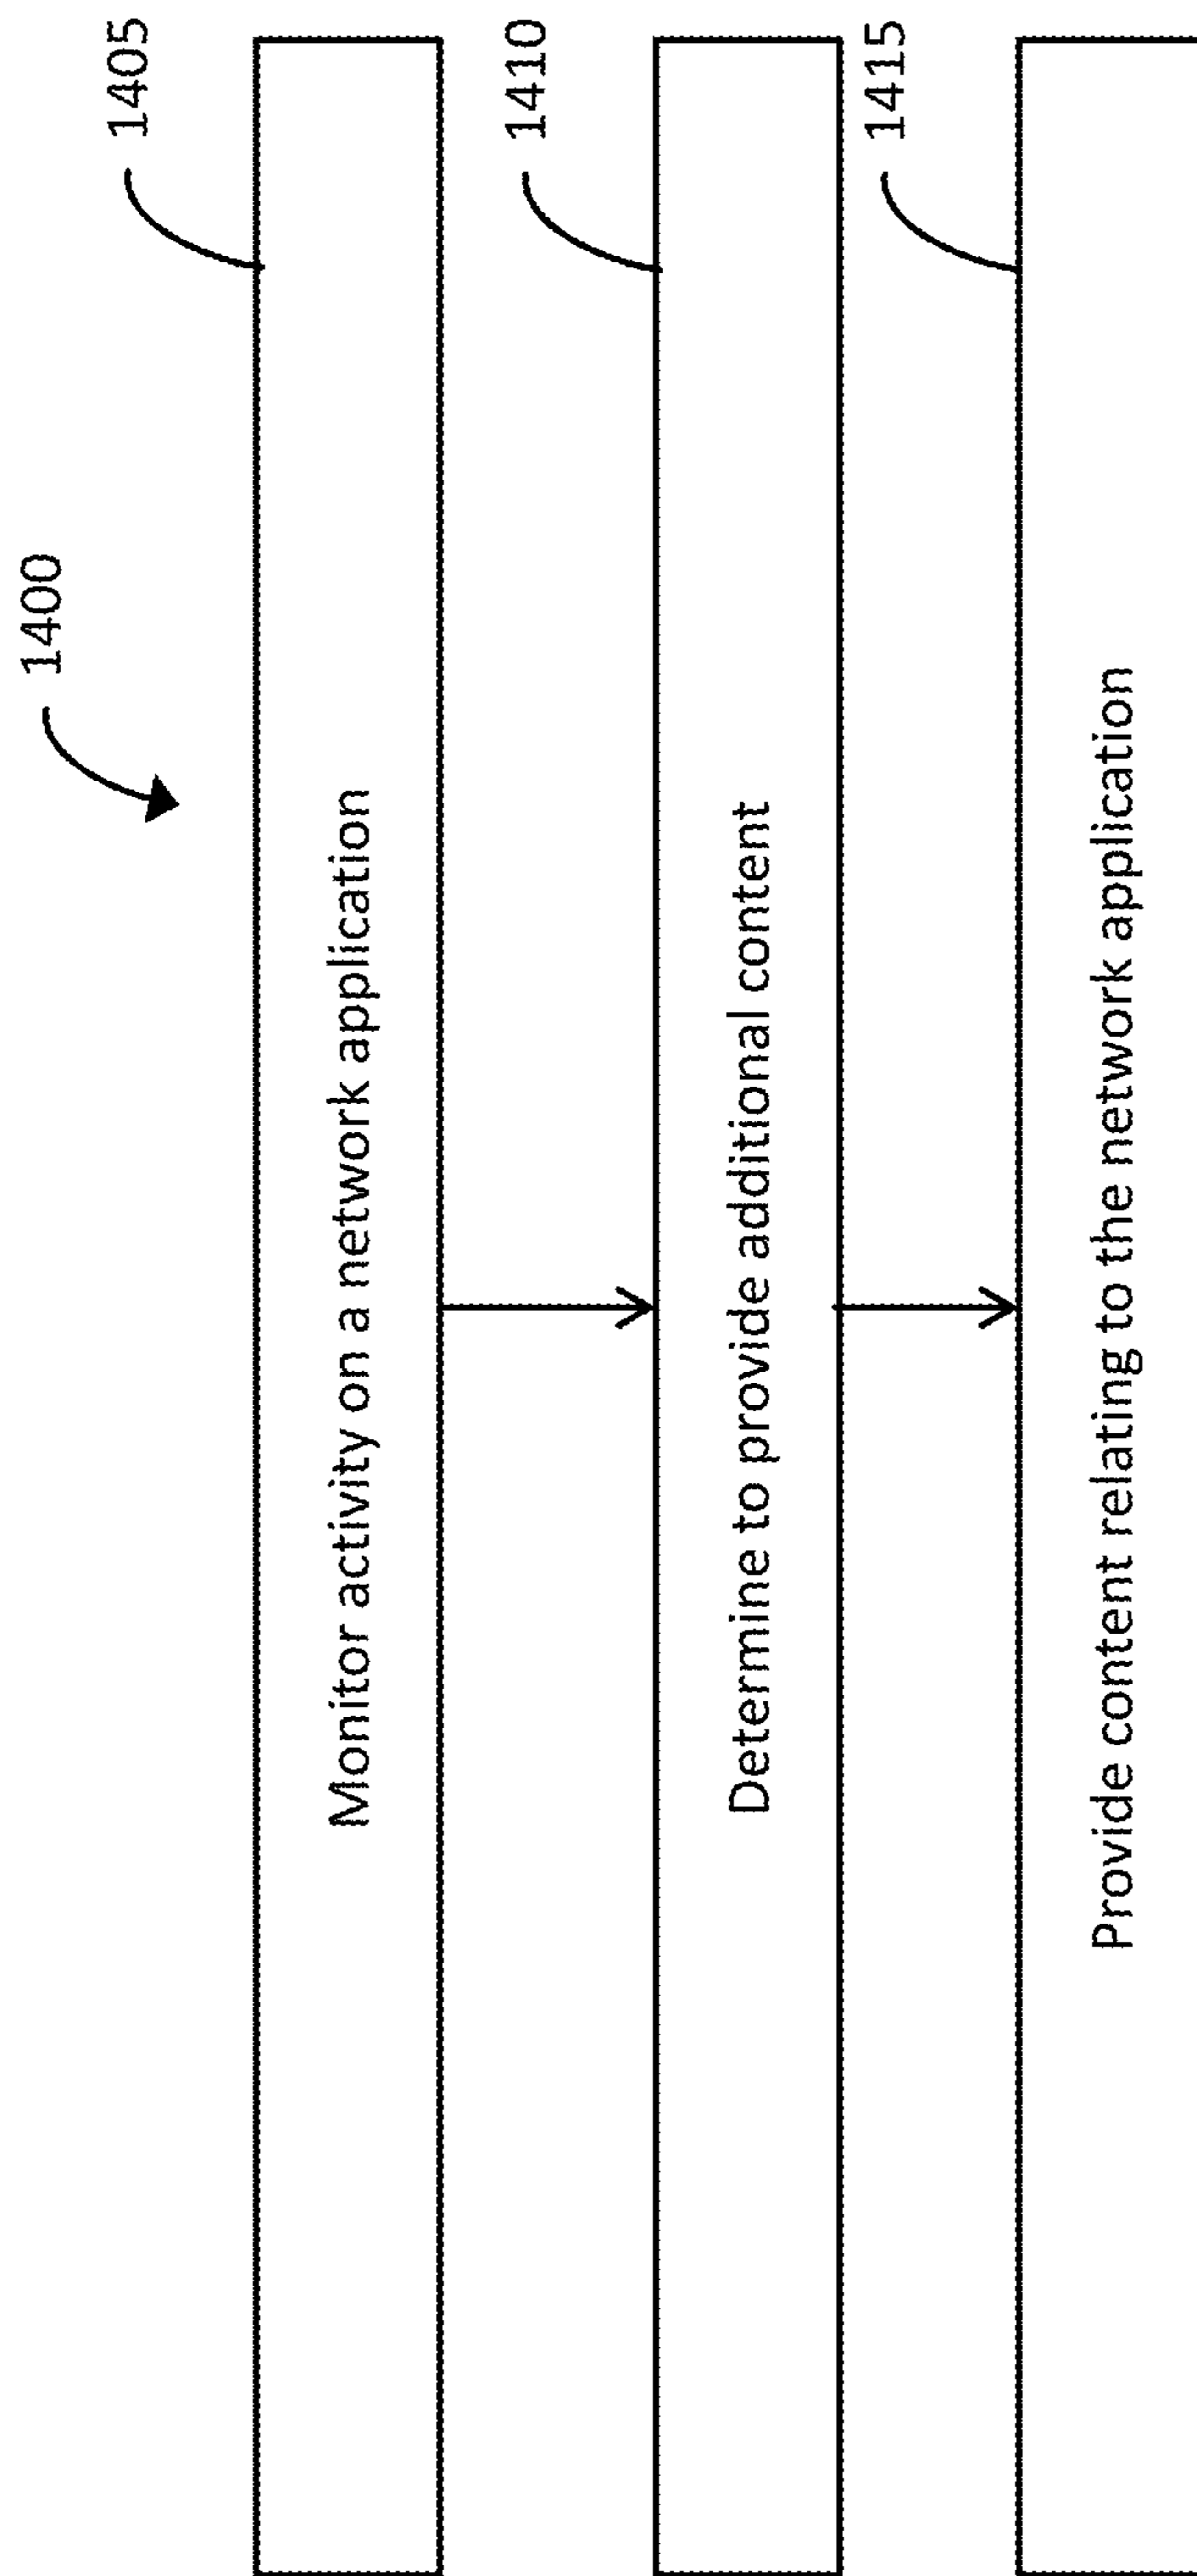 1400
1405
Monitor activity on a network application
1410
Determine to provide additional content
1415
Provide content relating to the network application